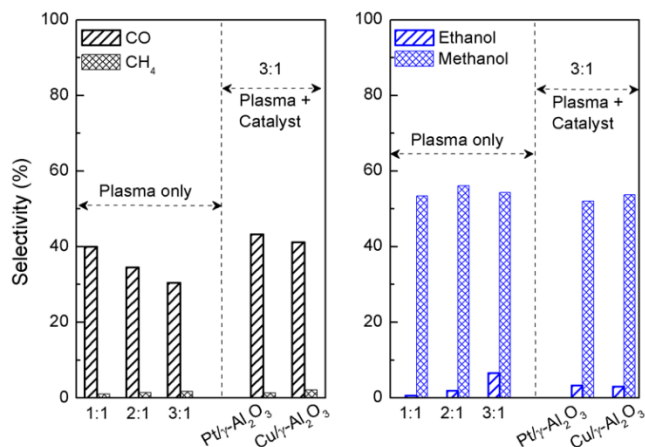 100
80
60
40
20
0
Selectivity (%)
CO
CH4
3:1
Plasma +
Catalyst
Plasma only
1:1
2:1
3:1
Pt/γ-Al2O3
Cu/γ-Al2O3
100
80
60
40
20
0
Ethanol
Methanol
3:1
Plasma +
Catalyst
Plasma only
1:1
2:1
3:1
Pt/γ-Al2O3
Cu/γ-Al2O3